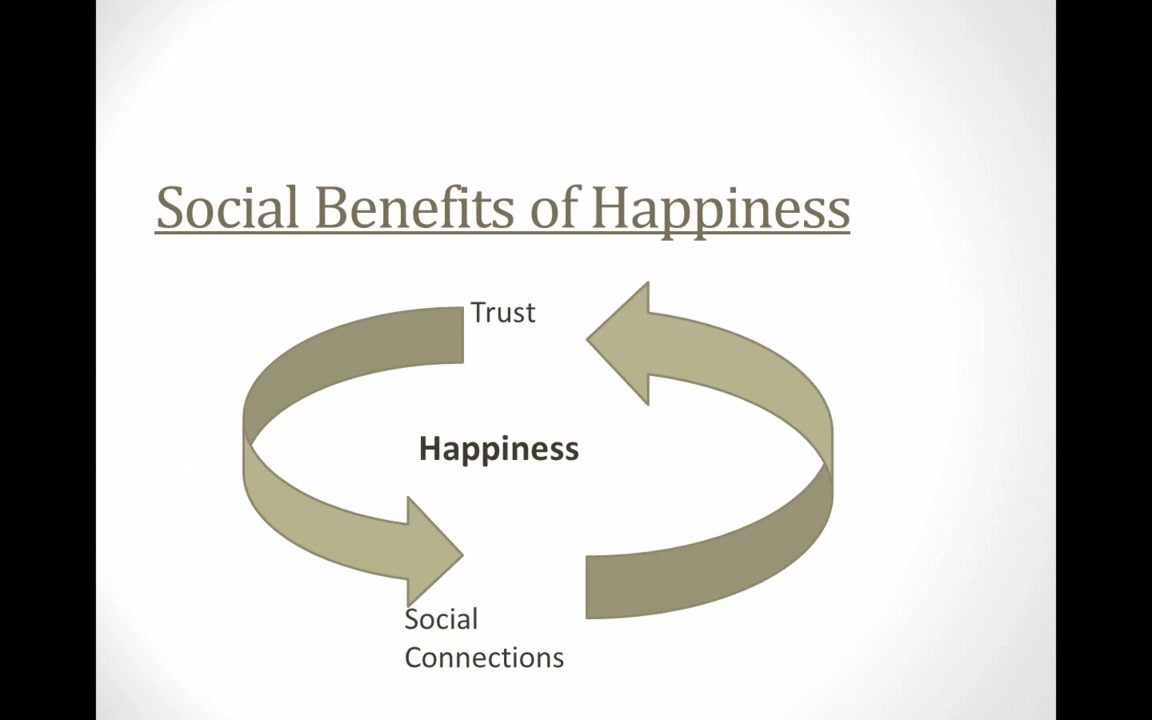 Social Benefits of Happiness
Trust
Happiness
Social
Connections